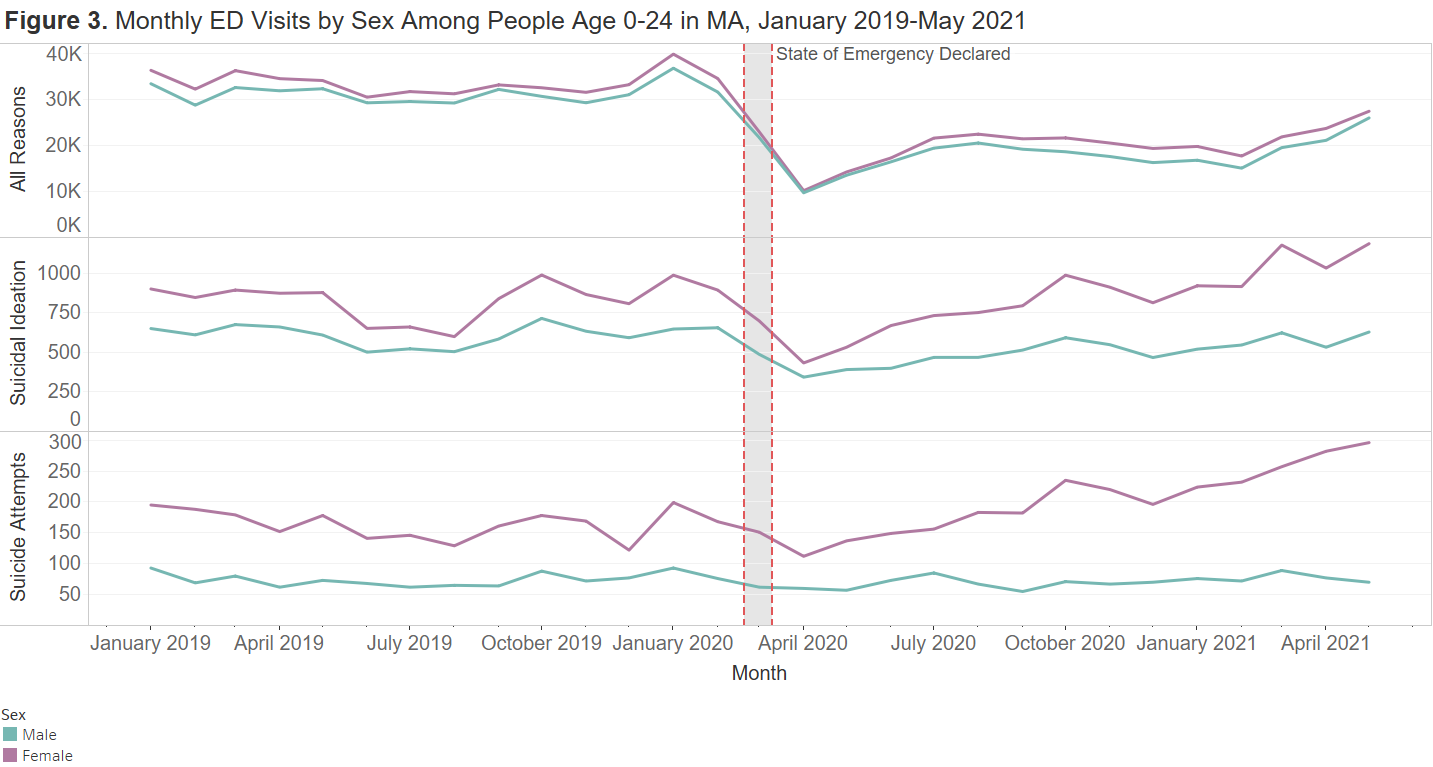 Figure 3. Monthly ED Visits by Sex Among People Age 0-24 in MA, January 2019-May 2021
State of Emergency Declared
All Reasons
40K
30K
20K
10K
0K
Suicidal Ideation
1000
750
500
250
0
Suicide Attempts
300
250
200
150
100
50
January 2019 April 2019 July 2019 October 2019 January 2020 April 2020 July 2020 October 2020 January 2021 April 2021
Month
Sex
Male
Female